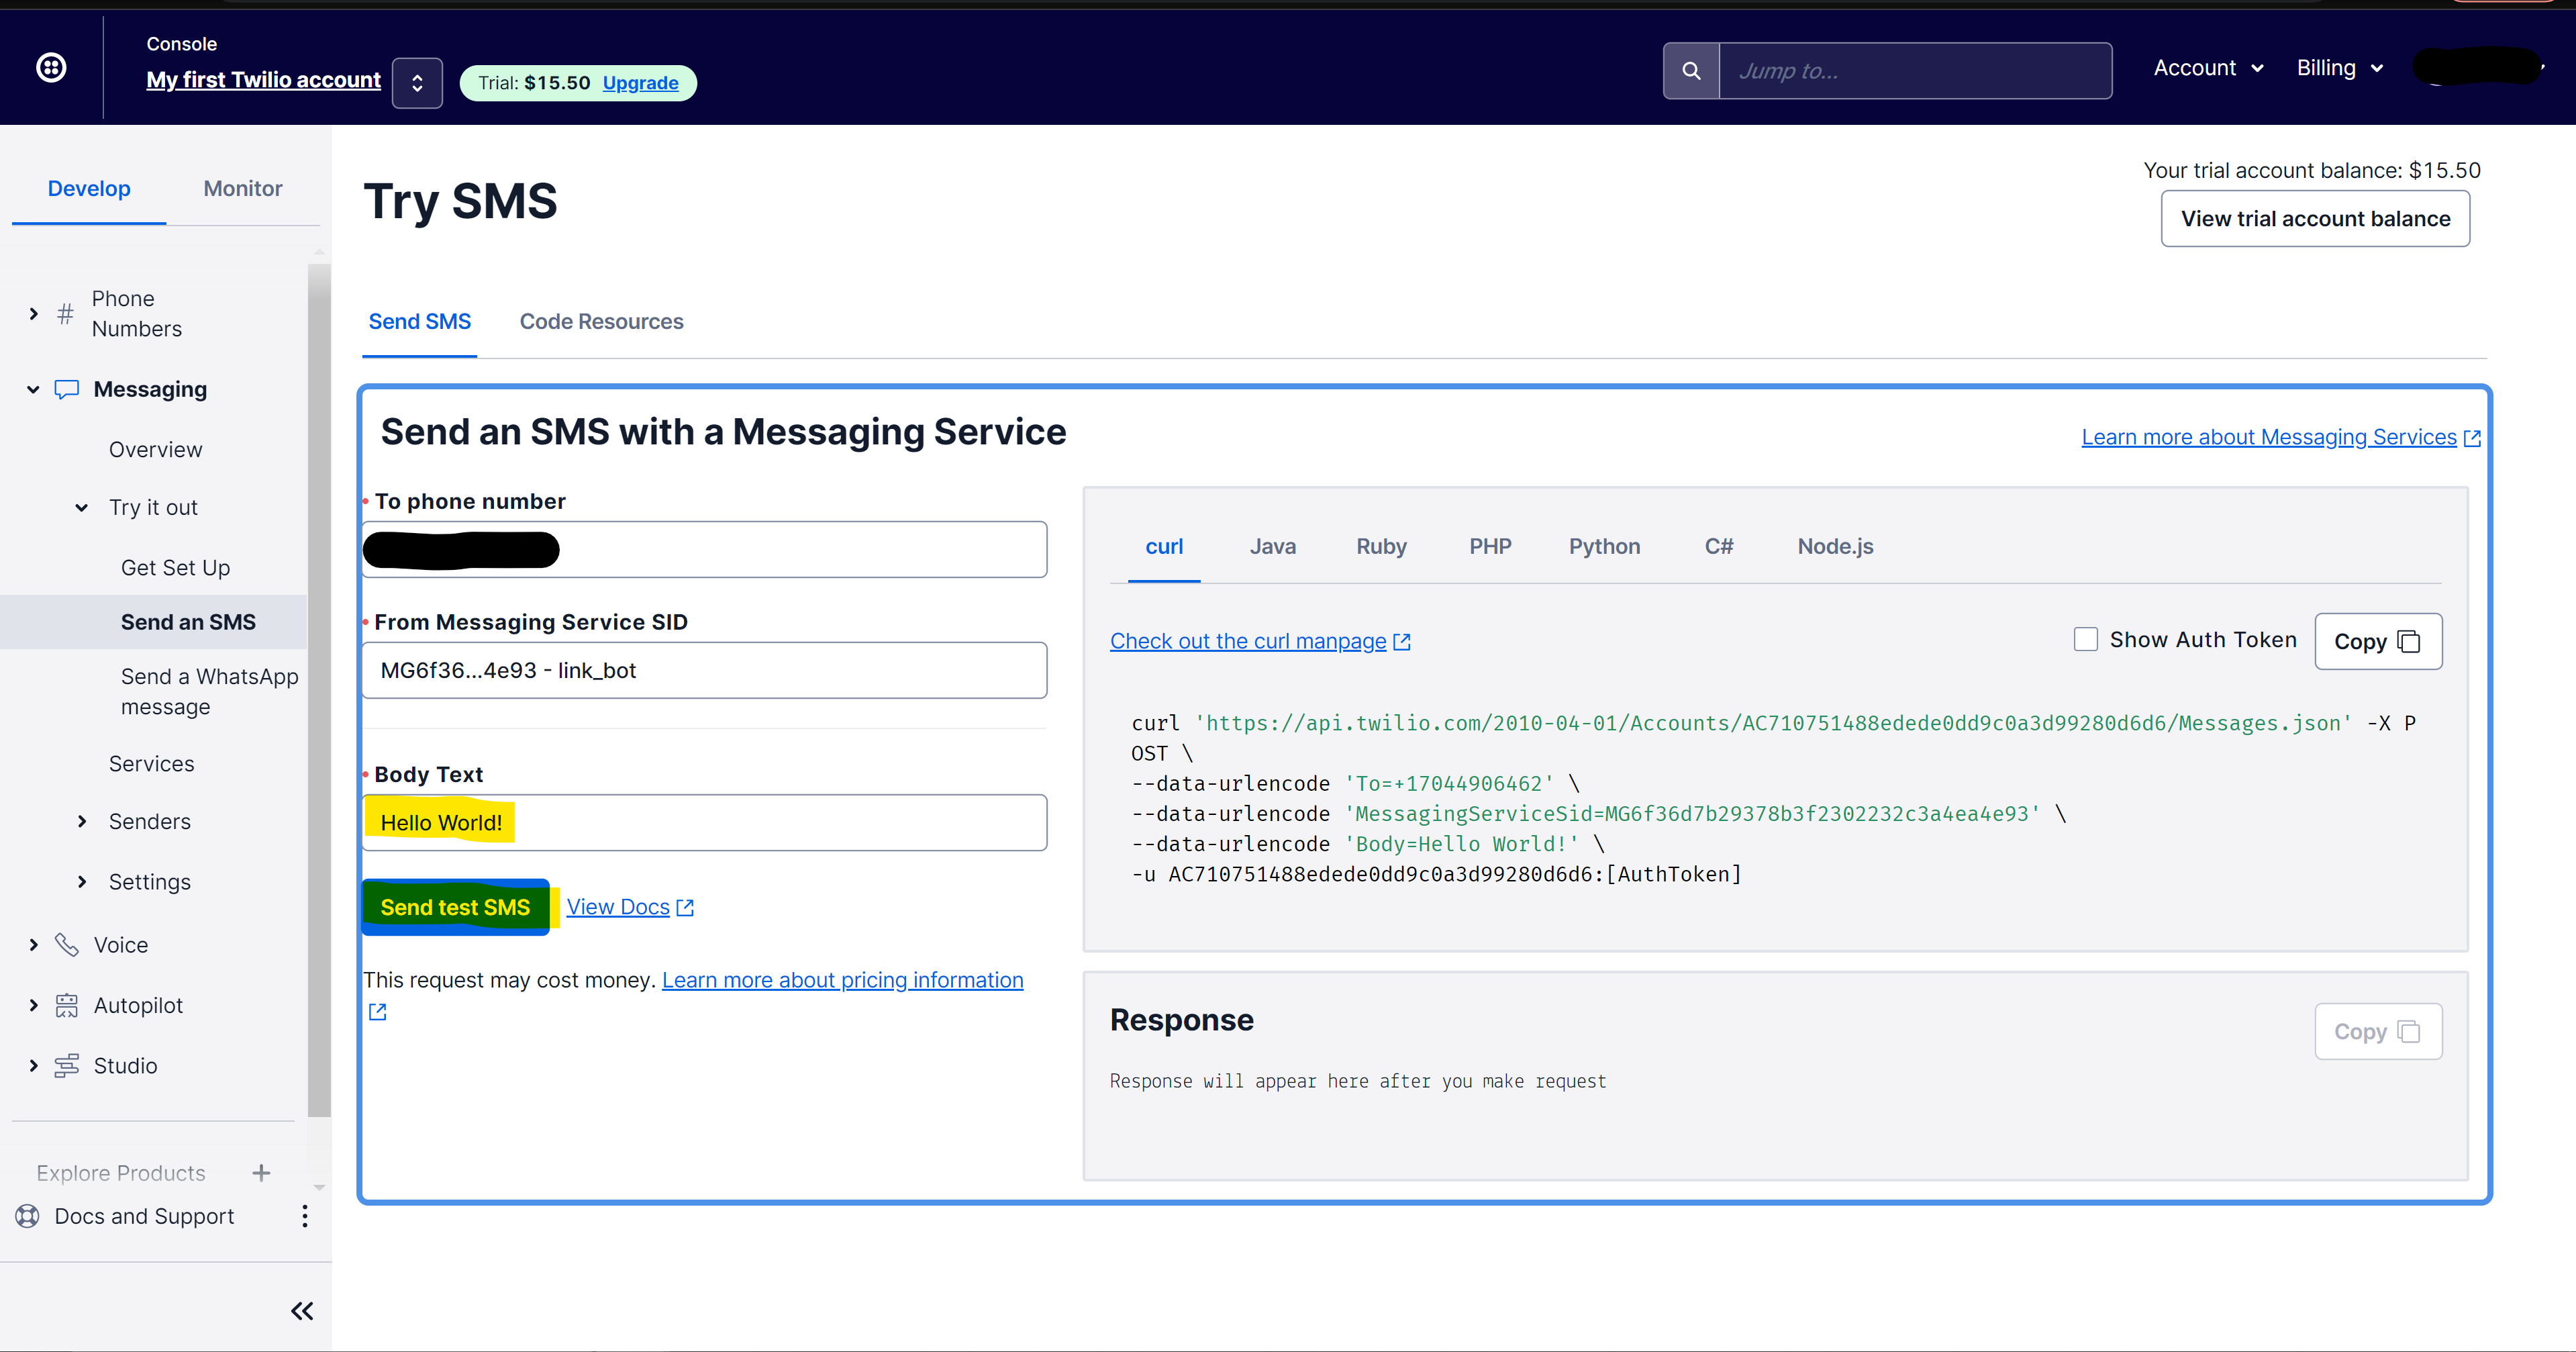 Console
My first Twilio account
Trial: $15.50 Upgrade
Jump to...
Account
Billing
Develop
Monitor
Phone
Numbers
Messaging
Overview
Try it out
Get Set Up
Send an SMS
Send a WhatsApp
message
Services
Senders
Settings
Voice
Autopilot
Studio
Explore Products
Docs and Support
Try SMS
Your trial account balance: $15.50
View trial account balance
Send SMS
Code Resources
Send an SMS with a Messaging Service
Learn more about Messaging Services
To phone number
From Messaging Service SID
MG6f36...4e93 - link_bot
Body Text
Hello World!
Send test SMS
View Docs
This request may cost money. Learn more about pricing information
curl
Java
Ruby
PHP
Python
C#
Node.js
Check out the curl manpage
Show Auth Token
Copy
curl 'https://api.twilio.com/2010-04-01/Accounts/AC710751488edede0dd9c0a3d99280d6d6/Messages.json' -X P
OST \
--data-urlencode 'To=+17044906462' \
--data-urlencode 'MessagingServiceSid=MG6f36d7b29378b3f2302232c3a4ea4e93' \
--data-urlencode 'Body=Hello World!' \
-u AC710751488edede0dd9c0a3d99280d6d6:[AuthToken]
Response
Copy
Response will appear here after you make request